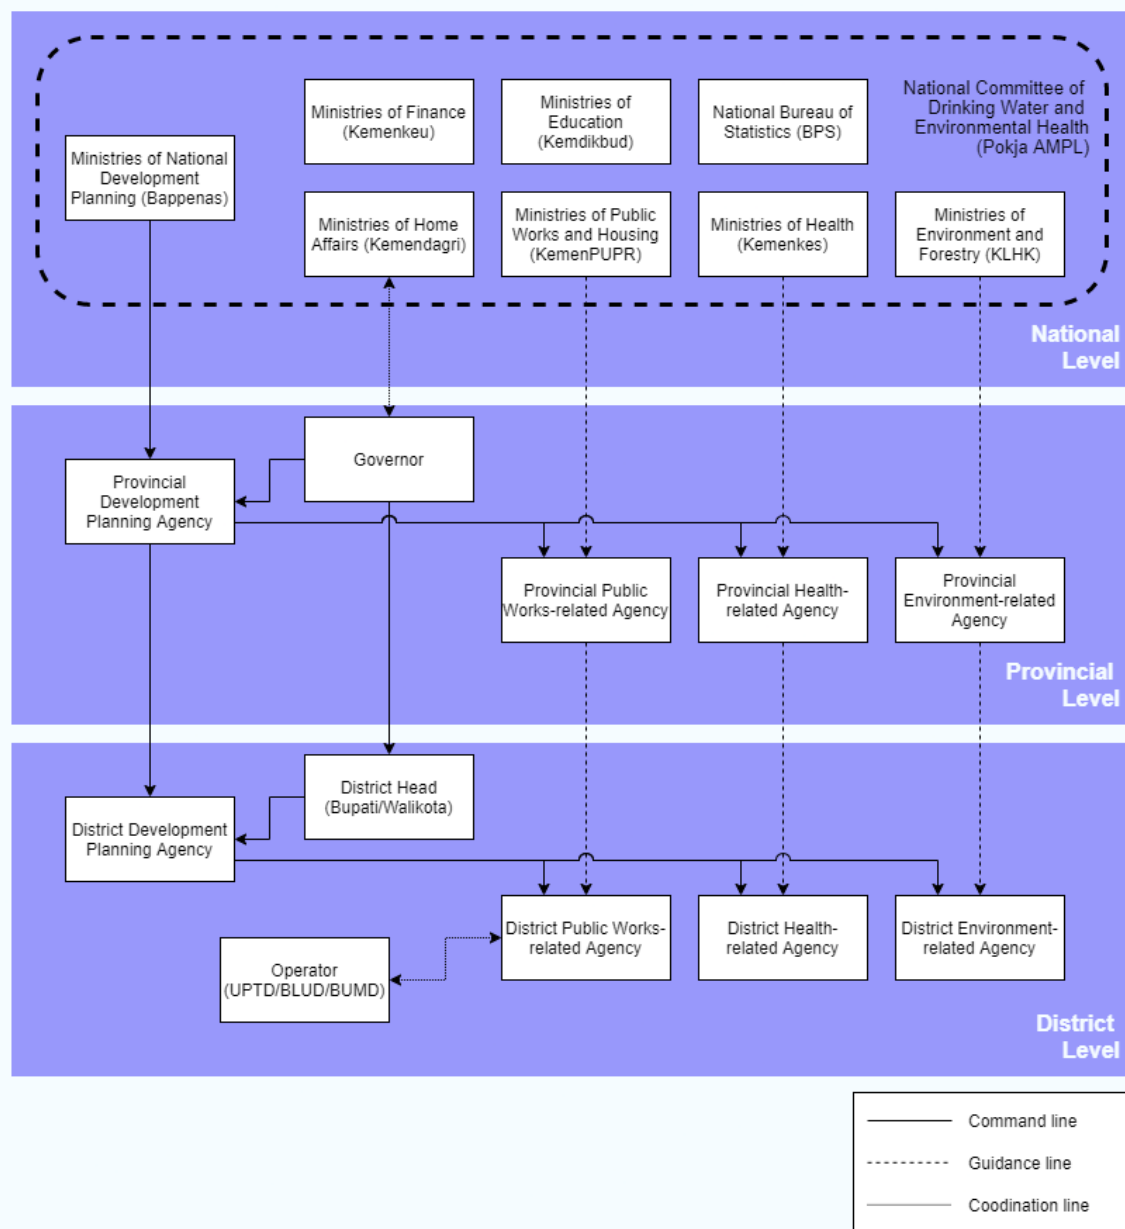 Ministries of Finance
(Kemenkeu)
Ministries of
Education
(Kemdikbud)
National Bureau of
Statistics (BPS)
National Committee of
Drinking Water and
Environmental Health
(Pokja AMPL)
Ministries of National
Development
Planning (Bappenas)
Ministries of Home
Affairs (Kemendagri)
Ministries of Public
Works and Housing
(KemenPUPR)
Ministries of Health
(Kemenkes)
Ministries of
Environment and
Forestry (KLHK)
National
Level
Governor
Provincial
Development
Planning Agency
Provincial Public
Works-related Agency
Provincial Health-
related Agency
Provincial
Environment-related
Agency
Provincial
Level
District Head
(Bupati/Walikota)
District Development
Planning Agency
District Public Works-
related Agency
District Health-
related Agency
District Environment-
related Agency
Operator
(UPTD/BLUD/BUMD)
District
Level
Command line
Guidance line
Coodination line